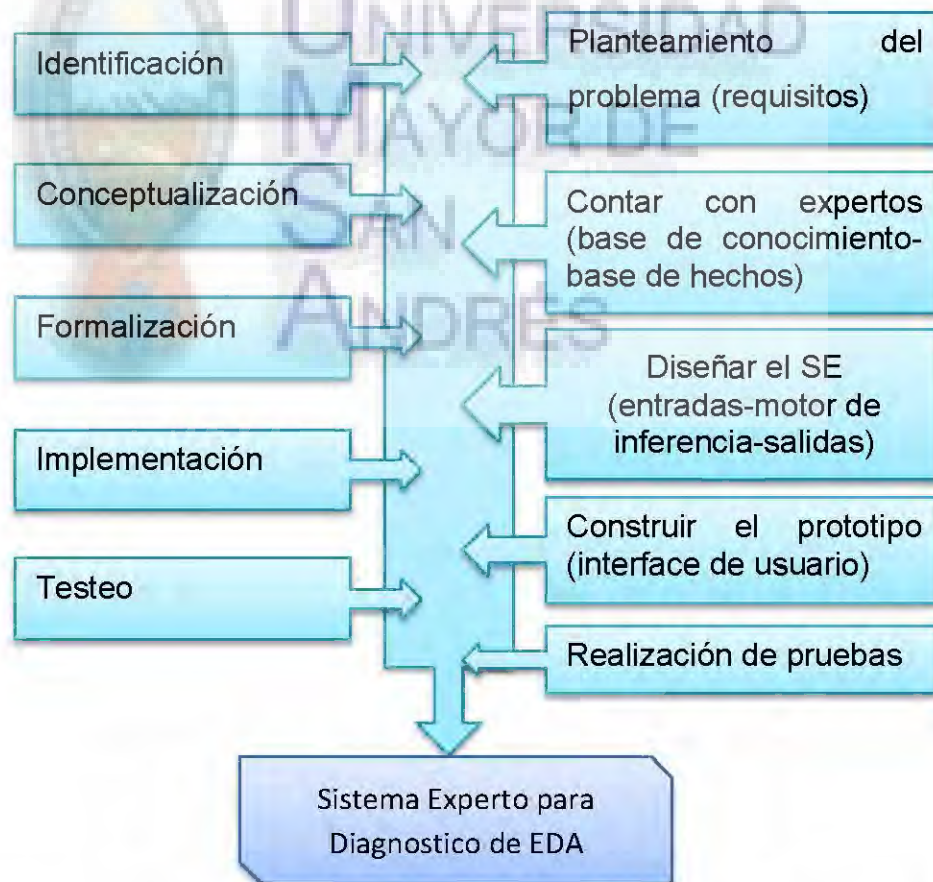 UNIVERSIDAD
MAYOR DE
SAN
ANDRÉS
Identificación
Planteamiento del
problema (requisitos)
Conceptualización
Contar con expertos
(base de conocimiento-
base de hechos)
Formalización
Diseñar el SE
(entradas-motor de
inferencia-salidas)
Implementación
Construir el prototipo
(interface de usuario)
Testeo
Realización de pruebas
Sistema Experto para
Diagnostico de EDA